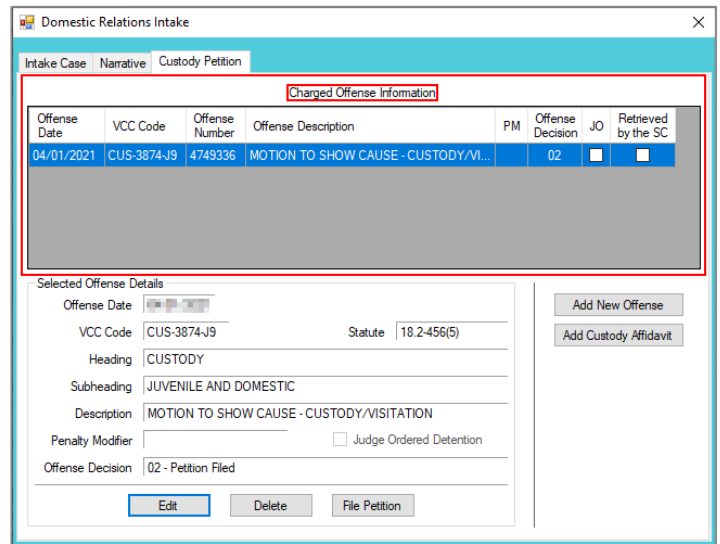 Domestic Relations Intake
Intake Case Narrative Custody Petition
Charged Offense Information
Offense Date VCC Code Offense Number Offense Description PM Offense Decision JO Retrieved by the SC
04/01/2021 CUS-3874-J9 4749336 MOTION TO SHOW CAUSE - CUSTODY/VI... 02
Selected Offense Details
Offense Date
Add New Offense
VCC Code CUS-3874-J9 Statute 18.2-456(5)
Add Custody Affidavit
Heading CUSTODY
Subheading JUVENILE AND DOMESTIC
Description MOTION TO SHOW CAUSE - CUSTODY/VISITATION
Penalty Modifier Judge Ordered Detention
Offense Decision 02 - Petition Filed
Edit Delete File Petition